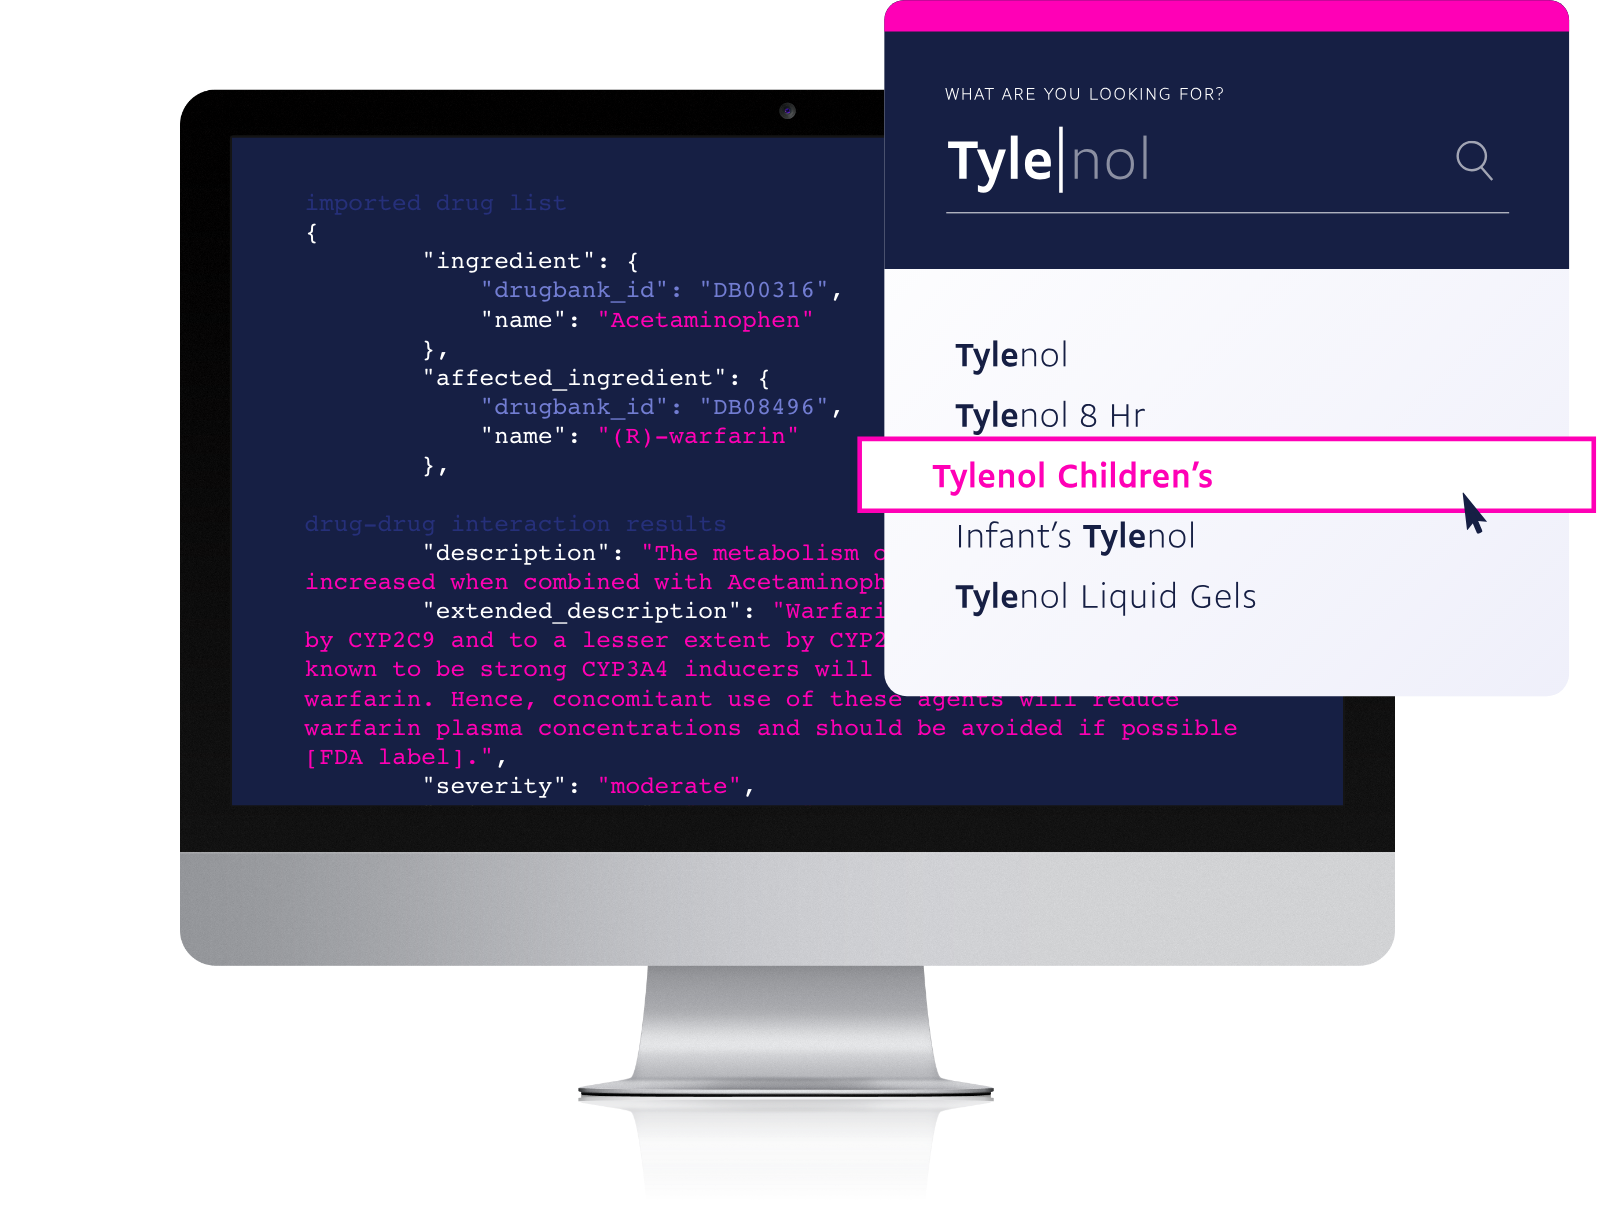 imported drug list
{
"ingredient": {
"drugbank_id": "DB00316",
"name": "Acetaminophen"
},
"affected_ingredient": {
"drugbank_id": "DB08496",
"name": "(R)-warfarin"
},
drug-drug interaction results
"description": "The metabolism
increased when combined with
"extended_description":
by CYP2C9 and to a lesser extent by
known to be strong CYP3A4 inducers will
warfarin. Hence, concomitant use of these agents will reduce
warfarin plasma concentrations and should be avoided if possible
[FDA label].",
"severity": "moderate",
WHAT ARE YOU LOOKING FOR?
Tylenol
Tylenol
Tylenol 8 Hr
Tylenol Children's
Infant's Tylenol
Tylenol Liquid Gels